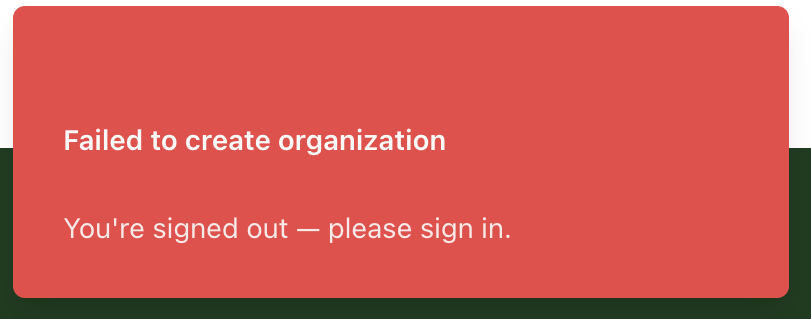 Failed to create organization
You're signed out — please sign in.